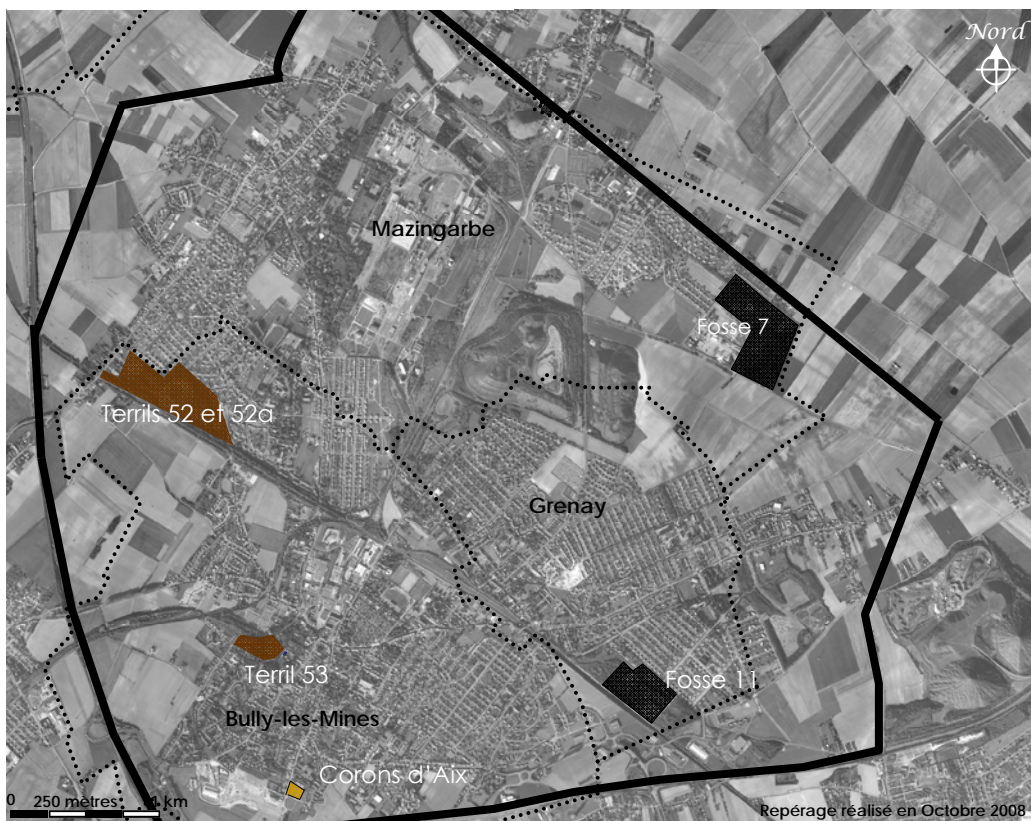 Nord
Mazingarbe
Fosse 7
Terrils 52 et 52a
Grenay
Terril 53
Fosse 11
Bully-les-Mines
Corons d'Aix
0 250 mètres 1 km
Repérage réalisé en Octobre 2008